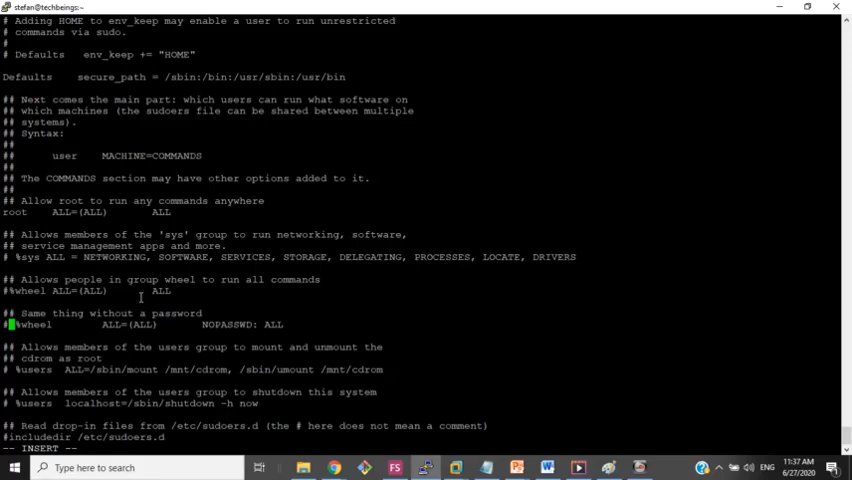 stefan@techbeings:~
# Adding HOME to env_keep may enable a user to run unrestricted
# commands via sudo.
#
# Defaults   env_keep += "HOME"
Defaults    secure_path = /sbin:/bin:/usr/sbin:/usr/bin
## Next comes the main part: which users can run what software on
## which machines (the sudoers file can be shared between multiple
## systems).
## Syntax:
##
##      user    MACHINE=COMMANDS
##
## The COMMANDS section may have other options added to it.
##
## Allow root to run any commands anywhere
root    ALL=(ALL)       ALL
## Allows members of the 'sys' group to run networking, software,
## service management apps and more.
# %sys ALL = NETWORKING, SOFTWARE, SERVICES, STORAGE, DELEGATING, PROCESSES, LOCATE, DRIVERS
## Allows people in group wheel to run all commands
#%wheel ALL=(ALL)       ALL
## Same thing without a password
# %wheel        ALL=(ALL)       NOPASSWD: ALL
## Allows members of the users group to mount and unmount the
## cdrom as root
# %users  ALL=/sbin/mount /mnt/cdrom, /sbin/umount /mnt/cdrom
## Allows members of the users group to shutdown this system
# %users  localhost=/sbin/shutdown -h now
## Read drop-in files from /etc/sudoers.d (the # here does not mean a comment)
#includedir /etc/sudoers.d
-- INSERT --
Type here to search
FS
ENG
11:37 AM
6/27/2020